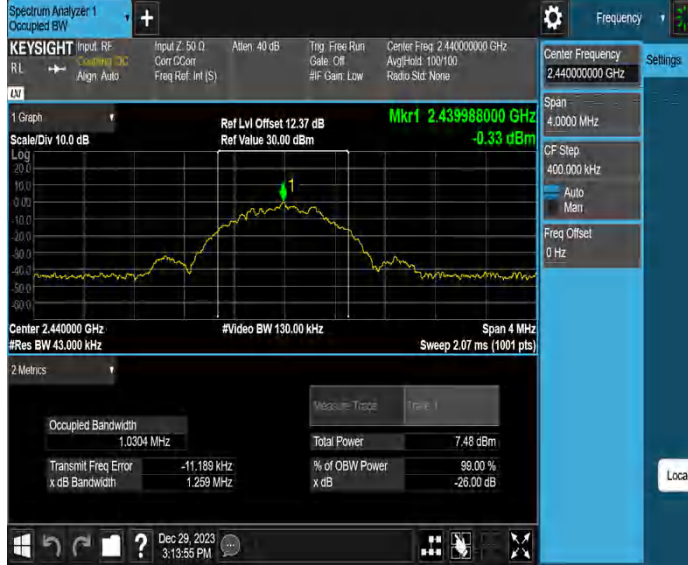 Spectrum Analyzer 1
Occupied BW
Frequency
KEYSIGHT
Input: RF
Coupling: DC
Align: Auto
Input Z: 50 Ω
Corr CCorr
Freq Ref: Int (S)
Atten: 40 dB
Trig: Free Run
Gate: Off
#IF Gain: Low
Center Freq: 2.440000000 GHz
Avg|Hold: 100/100
Radio Std: None
RL
LXI
1 Graph
Scale/Div 10.0 dB
Ref Lvl Offset 12.37 dB
Ref Value 30.00 dBm
Mkr1 2.439988000 GHz
-0.33 dBm
Log
20.0
10.0
0.00
-10.0
-20.0
-30.0
-40.0
-50.0
-60.0
1
Center 2.440000 GHz
#Res BW 43.000 kHz
#Video BW 130.00 kHz
Span 4 MHz
Sweep 2.07 ms (1001 pts)
2 Metrics
Measure Trace
Trace 1
Occupied Bandwidth
1.0304 MHz
Total Power
7.48 dBm
Transmit Freq Error
-11.189 kHz
% of OBW Power
99.00 %
x dB Bandwidth
1.259 MHz
x dB
-26.00 dB
Dec 29, 2023
3:13:55 PM
Center Frequency
2.440000000 GHz
Settings
Span
4.0000 MHz
CF Step
400.000 kHz
Auto
Man
Freq Offset
0 Hz
Loca